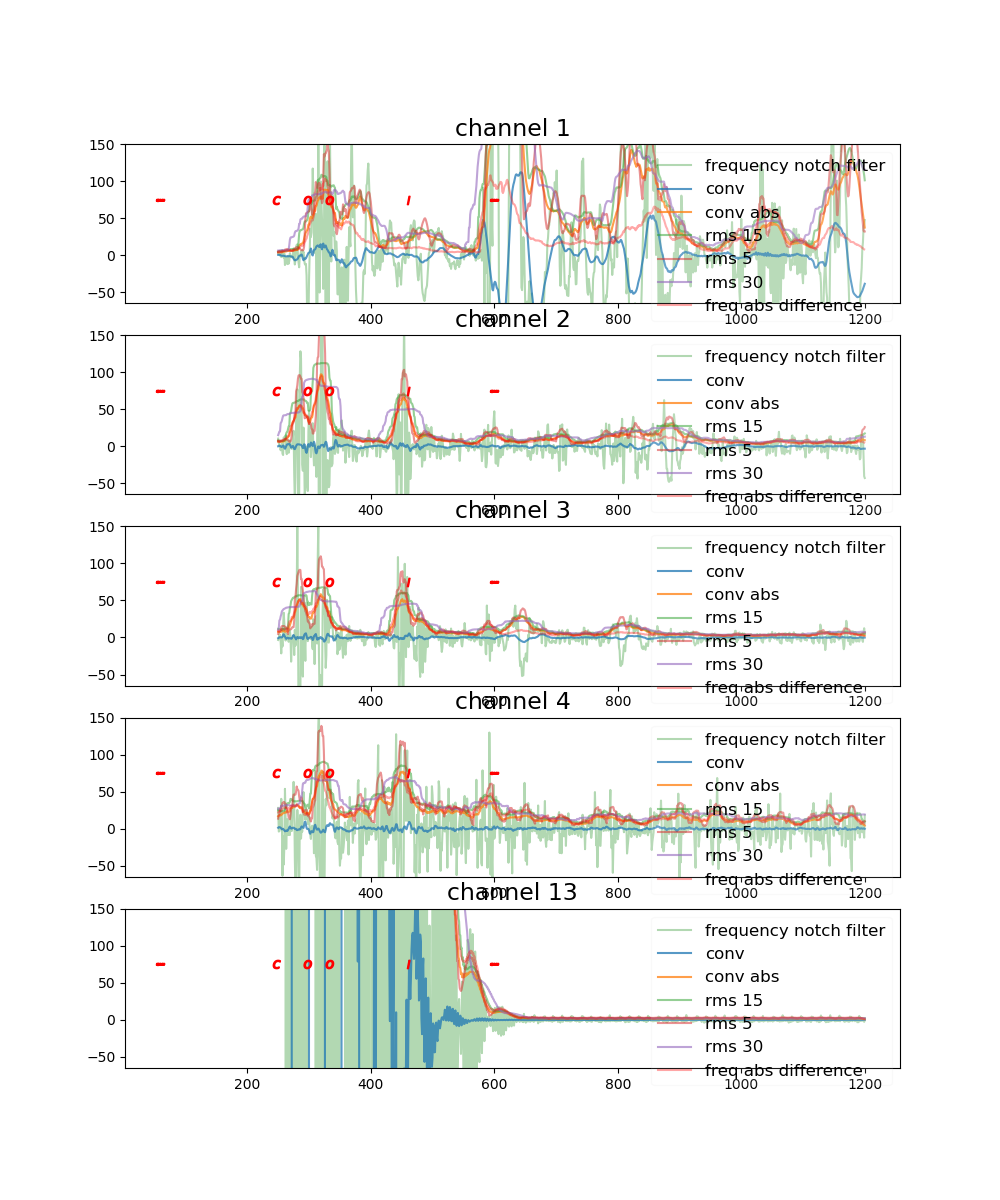 channel 1
150
100
50
0
−50
- c o o l -
frequency notch filter
conv
conv abs
rms 15
rms 5
rms 30
freq abs difference
200 400 600 800 1000 1200
channel 2
150
100
50
0
−50
- c o o l -
frequency notch filter
conv
conv abs
rms 15
rms 5
rms 30
freq abs difference
200 400 600 800 1000 1200
channel 3
150
100
50
0
−50
- c o o l -
frequency notch filter
conv
conv abs
rms 15
rms 5
rms 30
freq abs difference
200 400 600 800 1000 1200
channel 4
150
100
50
0
−50
- c o o l -
frequency notch filter
conv
conv abs
rms 15
rms 5
rms 30
freq abs difference
200 400 600 800 1000 1200
channel 13
150
100
50
0
−50
- c o o l -
frequency notch filter
conv
conv abs
rms 15
rms 5
rms 30
freq abs difference
200 400 600 800 1000 1200